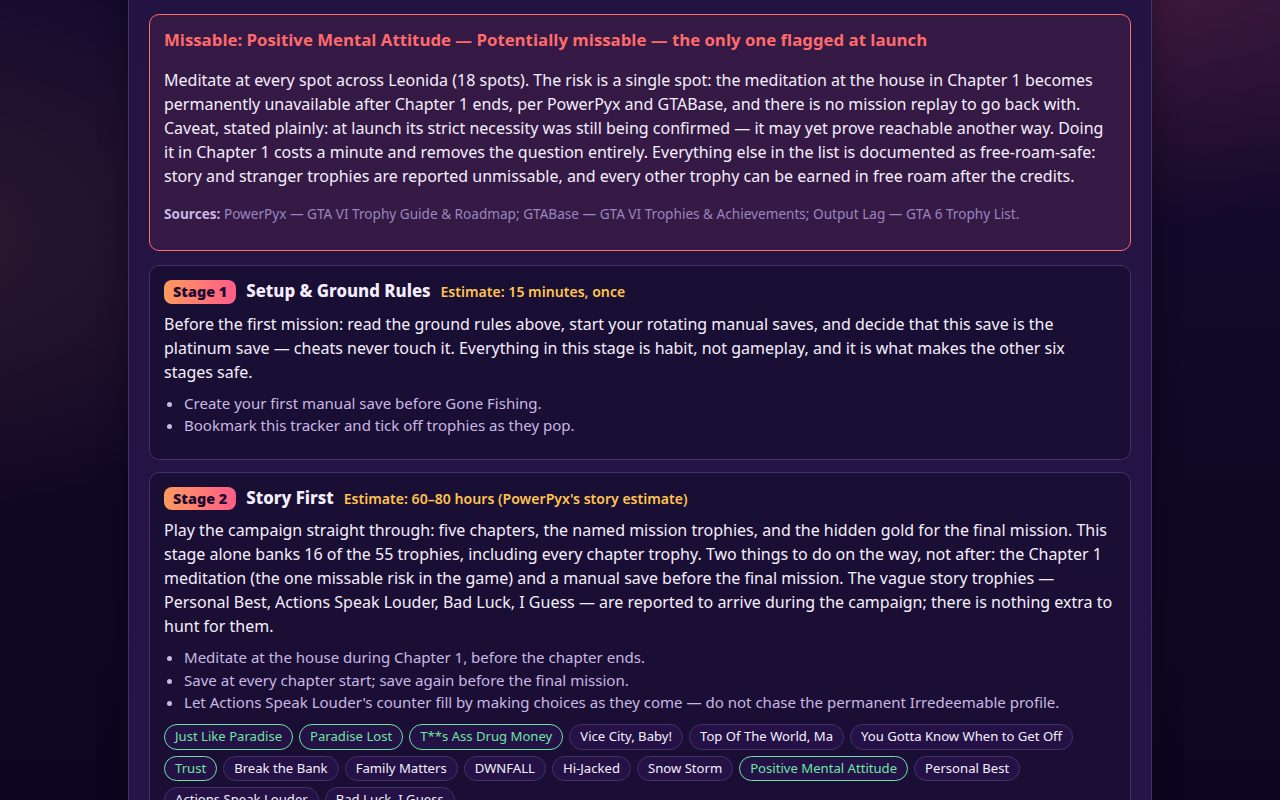 Missable: Positive Mental Attitude — Potentially missable — the only one flagged at launch
Meditate at every spot across Leonida (18 spots). The risk is a single spot: the meditation at the house in Chapter 1 becomes
permanently unavailable after Chapter 1 ends, per PowerPyx and GTABase, and there is no mission replay to go back with.
Caveat, stated plainly: at launch its strict necessity was still being confirmed — it may yet prove reachable another way. Doing
it in Chapter 1 costs a minute and removes the question entirely. Everything else in the list is documented as free-roam-safe:
story and stranger trophies are reported unmissable, and every other trophy can be earned in free roam after the credits.
Sources: PowerPyx — GTA VI Trophy Guide & Roadmap; GTABase — GTA VI Trophies & Achievements; Output Lag — GTA 6 Trophy List.
Stage 1 Setup & Ground Rules Estimate: 15 minutes, once
Before the first mission: read the ground rules above, start your rotating manual saves, and decide that this save is the
platinum save — cheats never touch it. Everything in this stage is habit, not gameplay, and it is what makes the other six
stages safe.
• Create your first manual save before Gone Fishing.
• Bookmark this tracker and tick off trophies as they pop.
Stage 2 Story First Estimate: 60–80 hours (PowerPyx's story estimate)
Play the campaign straight through: five chapters, the named mission trophies, and the hidden gold for the final mission. This
stage alone banks 16 of the 55 trophies, including every chapter trophy. Two things to do on the way, not after: the Chapter 1
meditation (the one missable risk in the game) and a manual save before the final mission. The vague story trophies —
Personal Best, Actions Speak Louder, Bad Luck, I Guess — are reported to arrive during the campaign; there is nothing extra to
hunt for them.
• Meditate at the house during Chapter 1, before the chapter ends.
• Save at every chapter start; save again before the final mission.
• Let Actions Speak Louder's counter fill by making choices as they come — do not chase the permanent Irredeemable profile.
Just Like Paradise Paradise Lost T**s Ass Drug Money Vice City, Baby! Top Of The World, Ma You Gotta Know When to Get Off
Trust Break the Bank Family Matters DWNFALL Hi-Jacked Snow Storm Positive Mental Attitude Personal Best
Actions Speak Louder Bad Luck, I Guess